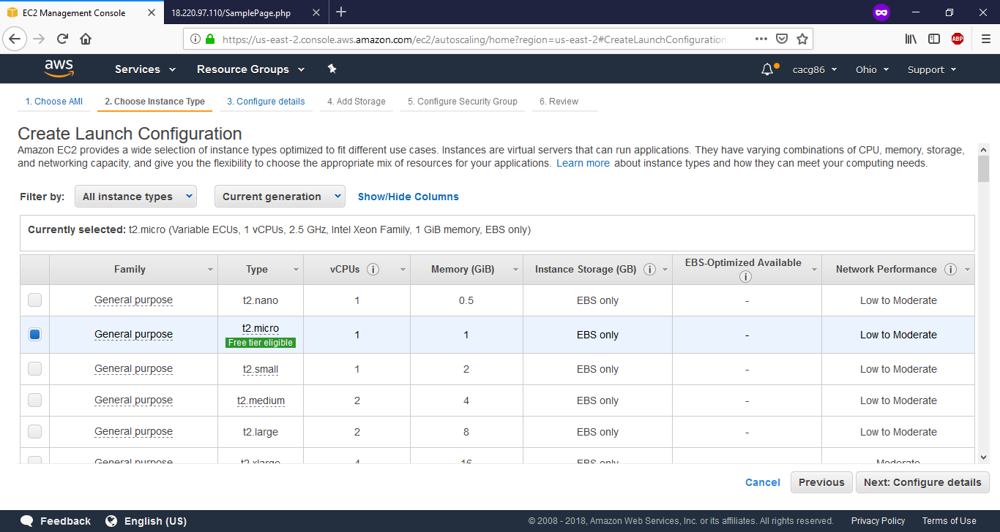 EC2 Management Console
18.220.97.110/SamplePage.php
https://us-east-2.console.aws.amazon.com/ec2/autoscaling/home?region=us-east-2#CreateLaunchConfiguration
ABP
aws
Services
Resource Groups
cacg86
Ohio
Support
1. Choose AMI
2. Choose Instance Type
3. Configure details
4. Add Storage
5. Configure Security Group
6. Review
Create Launch Configuration
Amazon EC2 provides a wide selection of instance types optimized to fit different use cases. Instances are virtual servers that can run applications. They have varying combinations of CPU, memory, storage,
and networking capacity, and give you the flexibility to choose the appropriate mix of resources for your applications. Learn more about instance types and how they can meet your computing needs.
Filter by: All instance types Current generation Show/Hide Columns
Currently selected: t2.micro (Variable ECUs, 1 vCPUs, 2.5 GHz, Intel Xeon Family, 1 GiB memory, EBS only)
Family Type vCPUs Memory (GiB) Instance Storage (GB) EBS-Optimized Available Network Performance
General purpose t2.nano 1 0.5 EBS only - Low to Moderate
General purpose t2.micro 1 1 EBS only - Low to Moderate
Free tier eligible
General purpose t2.small 1 2 EBS only - Low to Moderate
General purpose t2.medium 2 4 EBS only - Low to Moderate
General purpose t2.large 2 8 EBS only - Low to Moderate
General purpose t2.xlarge 4 16 EBS only Moderate
Cancel Previous Next: Configure details
Feedback English (US) © 2008 - 2018, Amazon Web Services, Inc. or its affiliates. All rights reserved. Privacy Policy Terms of Use